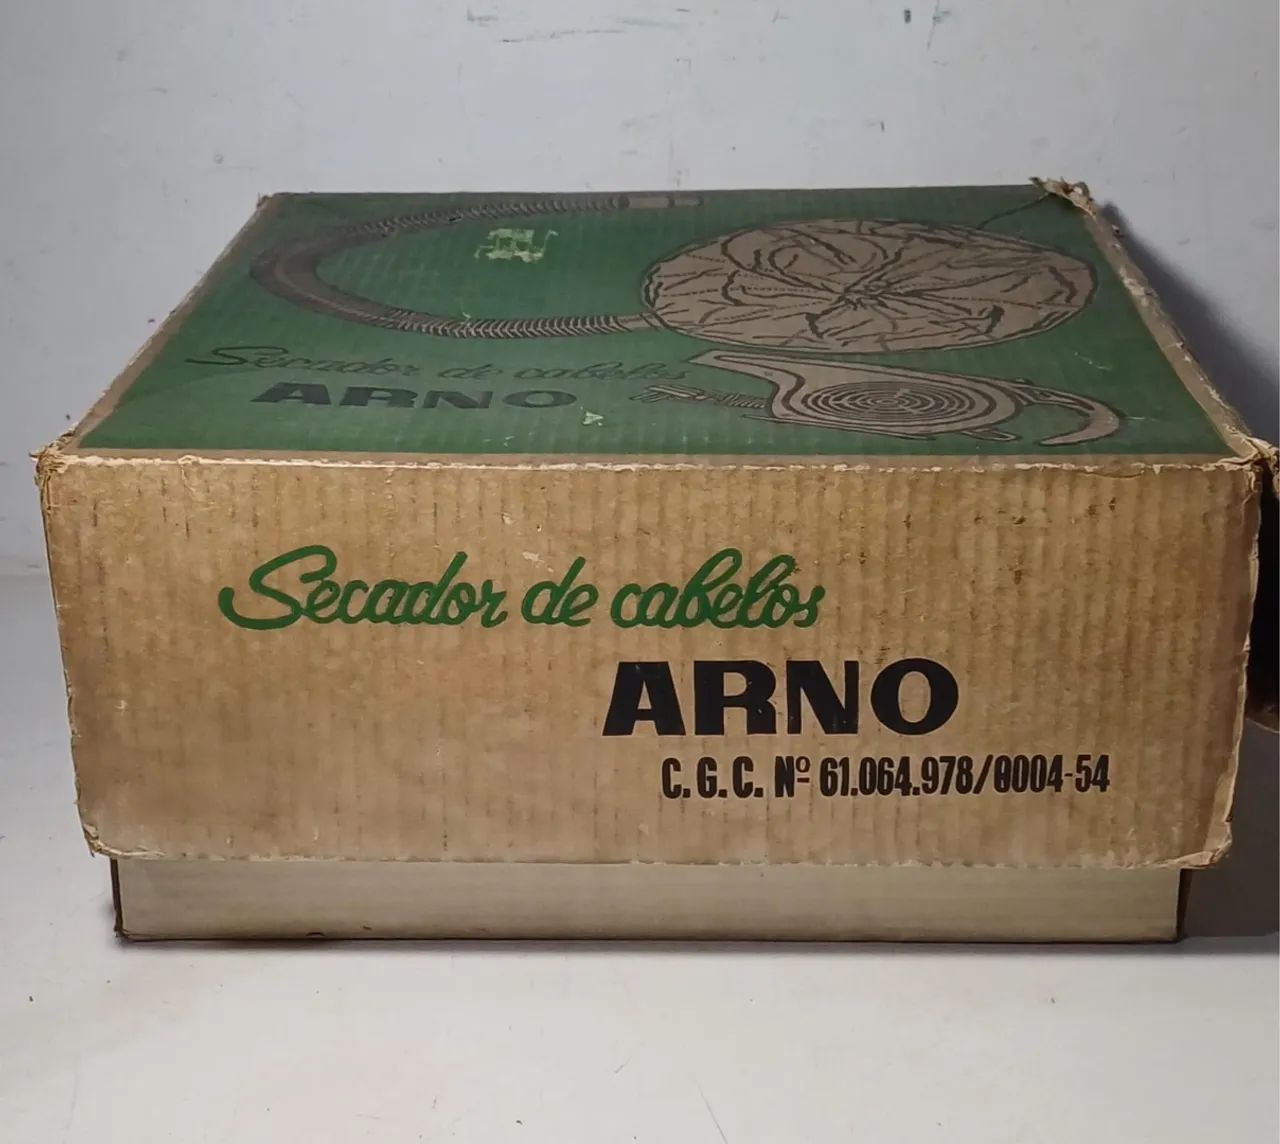 Secador de cabelos
ARNO
Secador de cabelos
ARNO
C.G.C. Nº 61.064.978/0004-54